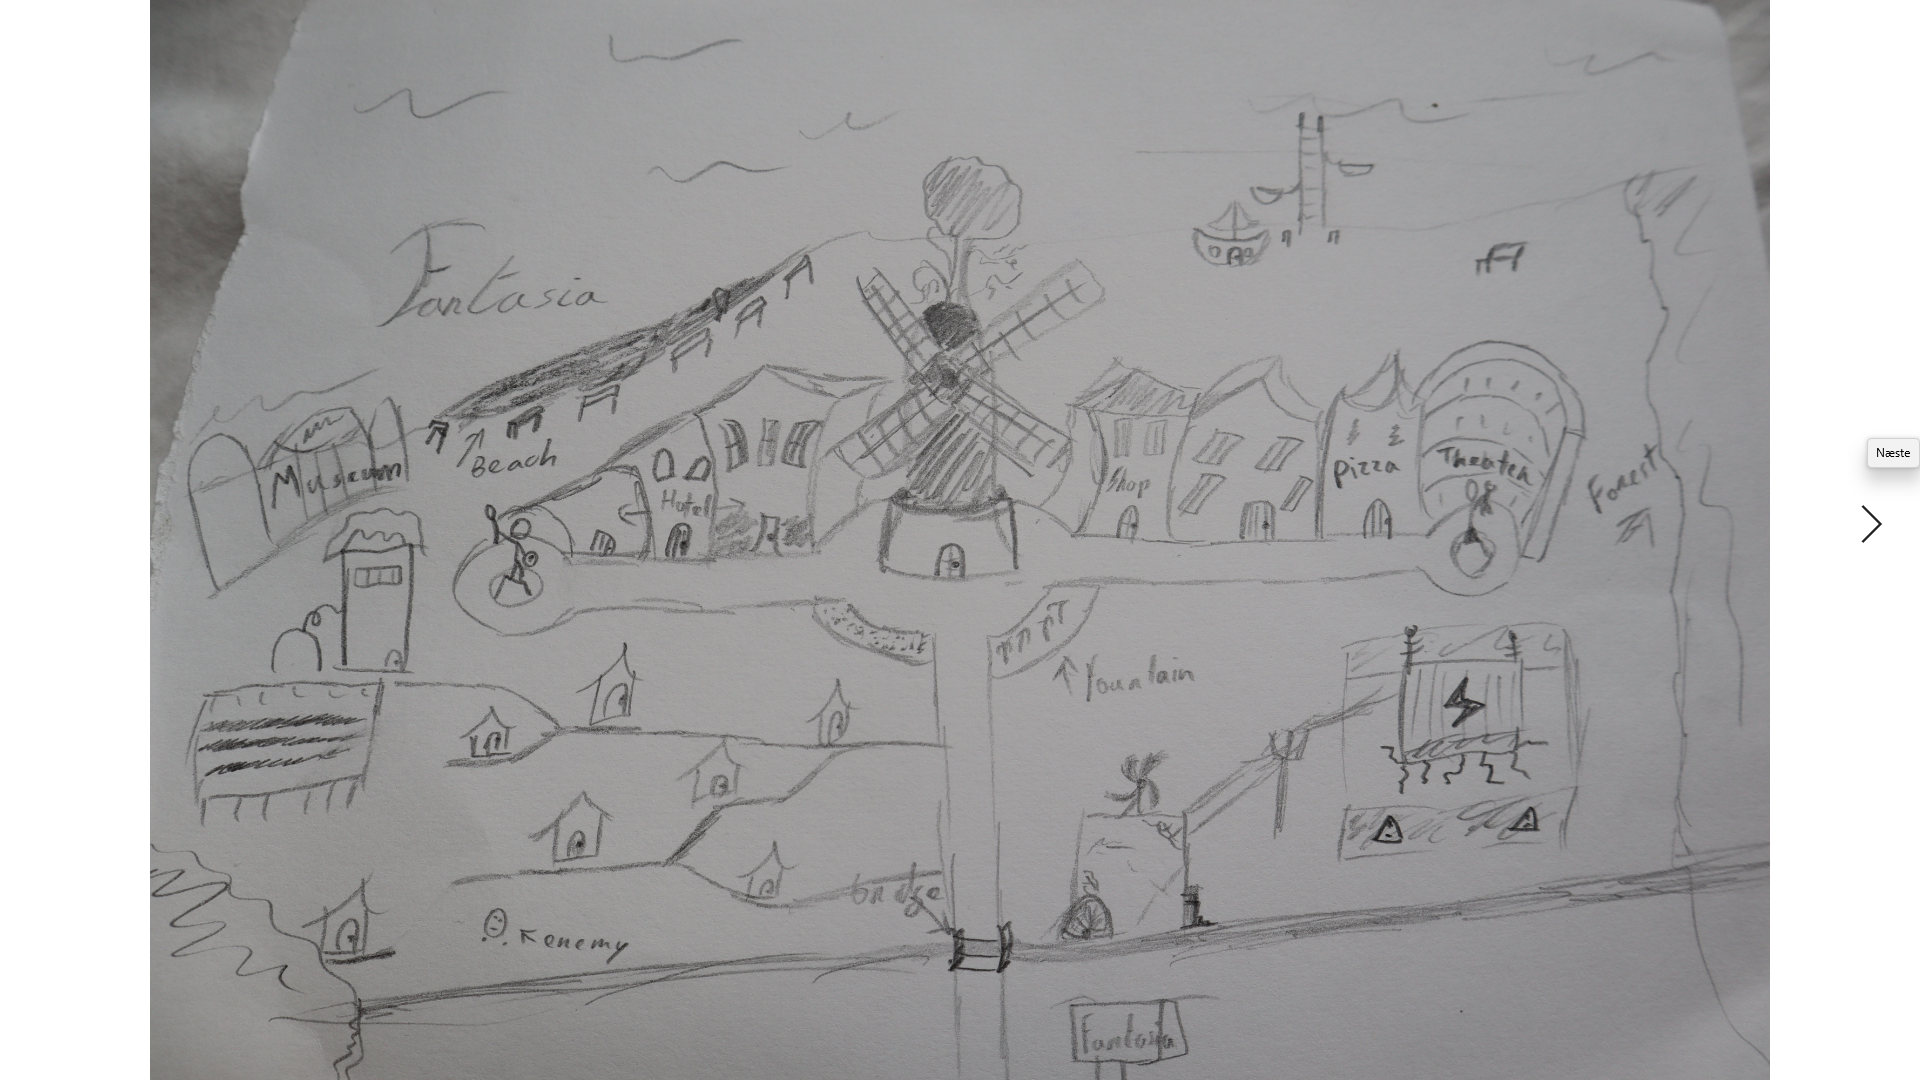 Fantasia
Museum
Beach
Hotel
Shop
pizza
Theater
Forest
fountain
bridge
enemy
Fantasia
Næste